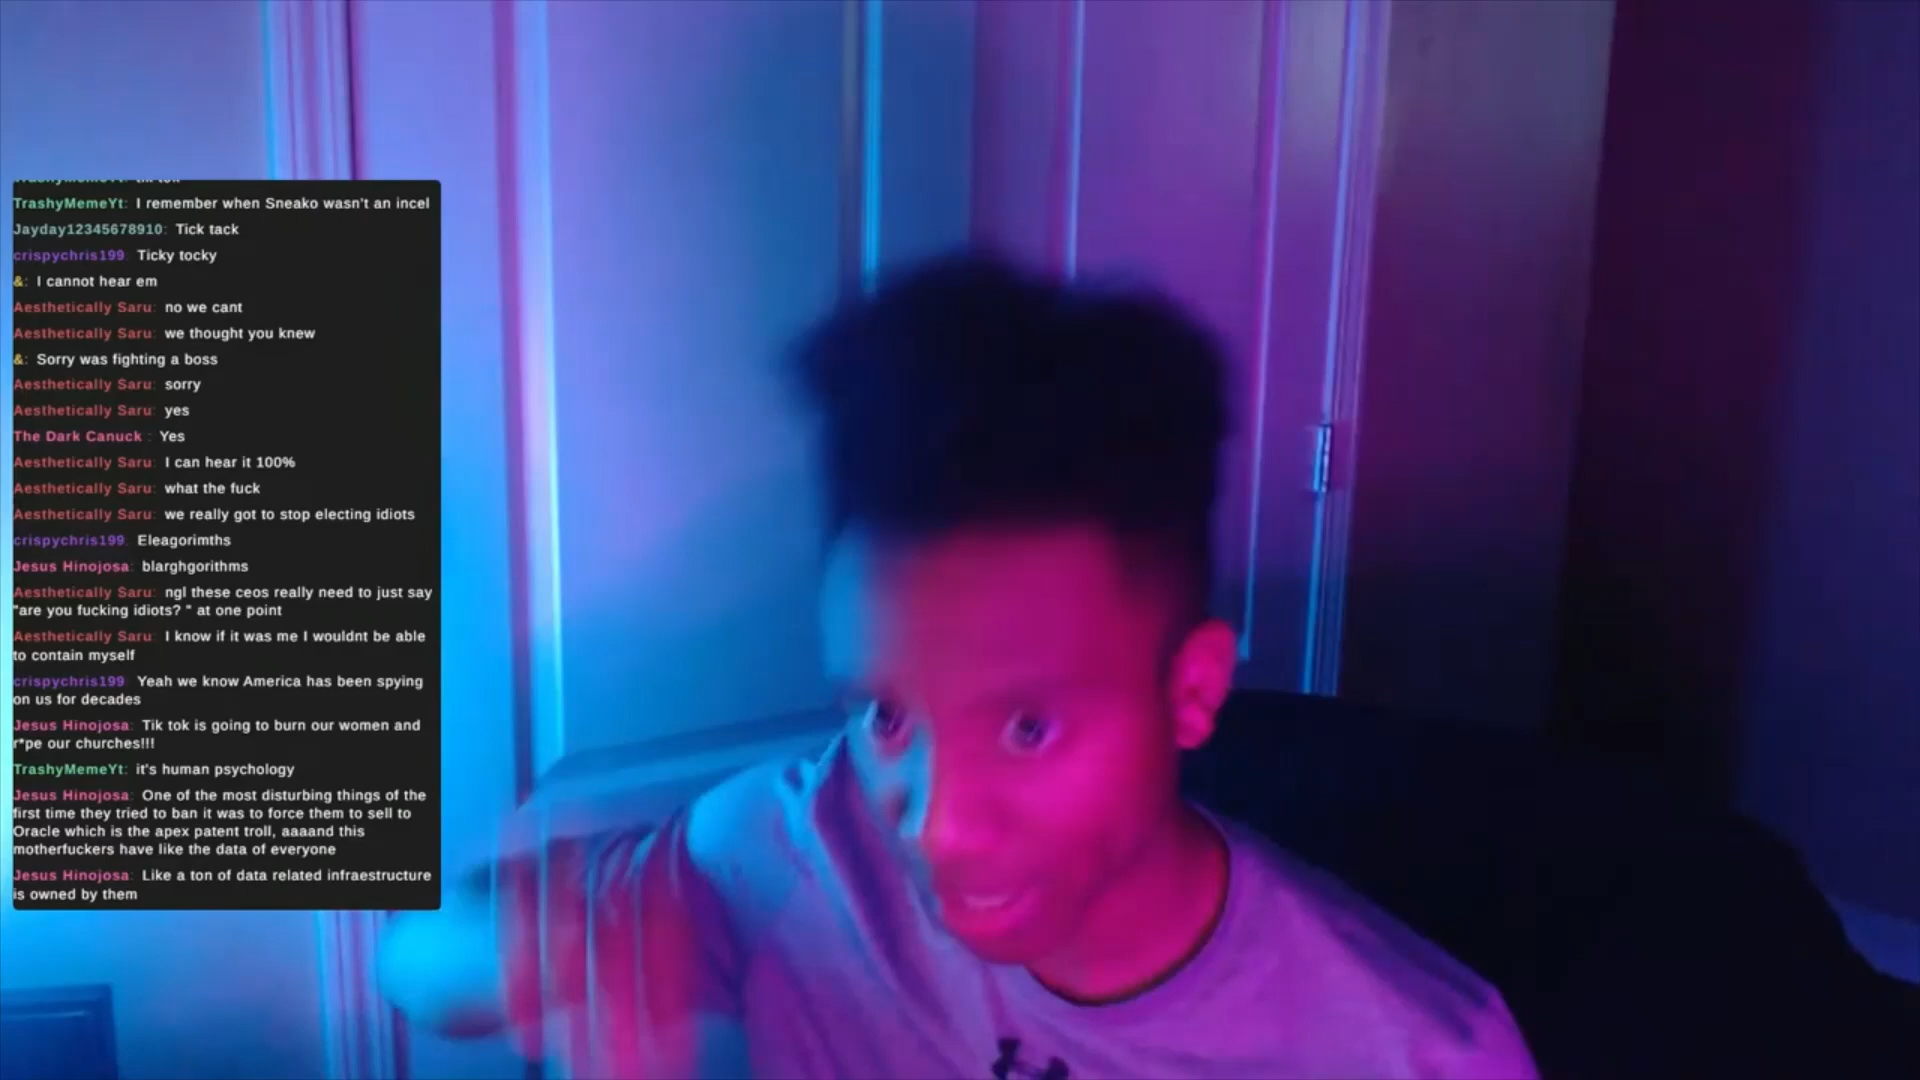 TrashyMemeYt: tik tok
TrashyMemeYt: I remember when Sneako wasn't an incel
Jayday12345678910: Tick tack
crispychris199: Ticky tocky
&: I cannot hear em
Aesthetically Saru: no we cant
Aesthetically Saru: we thought you knew
&: Sorry was fighting a boss
Aesthetically Saru: sorry
Aesthetically Saru: yes
The Dark Canuck : Yes
Aesthetically Saru: I can hear it 100%
Aesthetically Saru: what the fuck
Aesthetically Saru: we really got to stop electing idiots
crispychris199: Eleagorimths
Jesus Hinojosa: blarghgorithms
Aesthetically Saru: ngl these ceos really need to just say
"are you fucking idiots? " at one point
Aesthetically Saru: I know if it was me I wouldnt be able
to contain myself
crispychris199: Yeah we know America has been spying
on us for decades
Jesus Hinojosa: Tik tok is going to burn our women and
r*pe our churches!!!
TrashyMemeYt: it's human psychology
Jesus Hinojosa: One of the most disturbing things of the
first time they tried to ban it was to force them to sell to
Oracle which is the apex patent troll, aaaand this
motherfuckers have like the data of everyone
Jesus Hinojosa: Like a ton of data related infraestructure
is owned by them